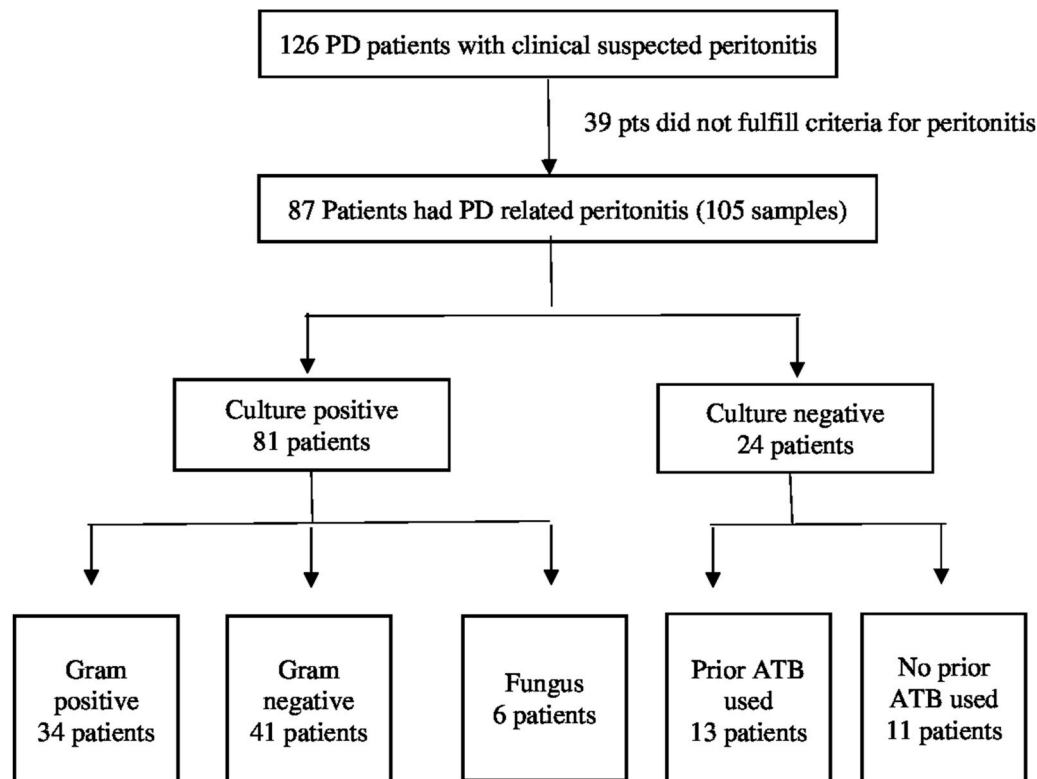 126 PD patients with clinical suspected peritonitis
39 pts did not fulfill criteria for peritonitis
87 Patients had PD related peritonitis (105 samples)
Culture positive
81 patients
Culture negative
24 patients
Gram
positive
34 patients
Gram
negative
41 patients
Fungus
6 patients
Prior ATB
used
13 patients
No prior
ATB used
11 patients